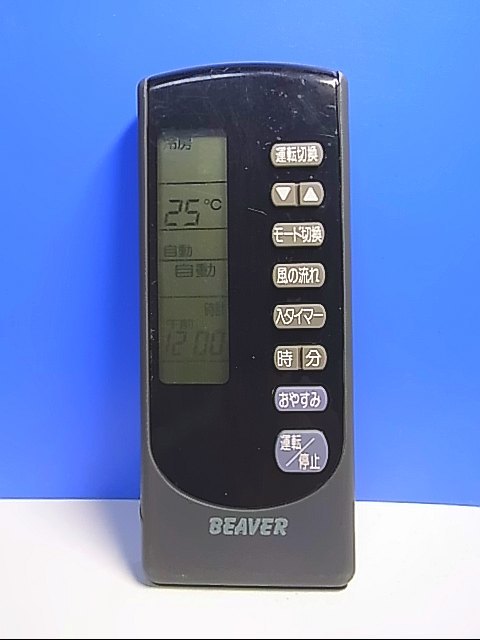 冷房
運転切換
▼ ▲
25℃
モード切換
自動
自動
風の流れ
入タイマー
午前
12:00
時 分
おやすみ
運転/停止
BEAVER